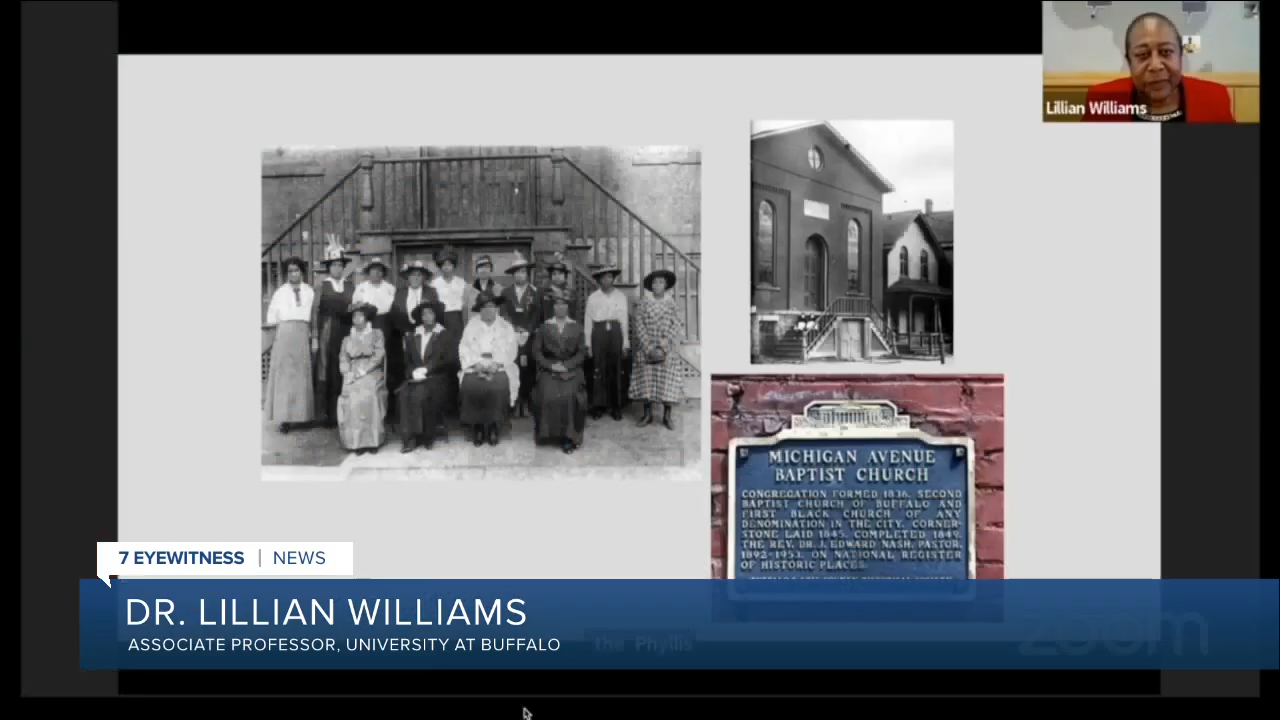 Lillian Williams
MICHIGAN AVENUE
BAPTIST CHURCH
CONGREGATION FORMED 1836. SECOND
BAPTIST CHURCH OF BUFFALO AND
FIRST BLACK CHURCH OF ANY
DENOMINATION IN THE CITY. CORNER-
STONE LAID 1845. COMPLETED 1849.
THE REV. DR. J. EDWARD NASH, PASTOR,
1892-1953. ON NATIONAL REGISTER
OF HISTORIC PLACES.
7 EYEWITNESS | NEWS
DR. LILLIAN WILLIAMS
ASSOCIATE PROFESSOR, UNIVERSITY AT BUFFALO
The Phyllis
zoom